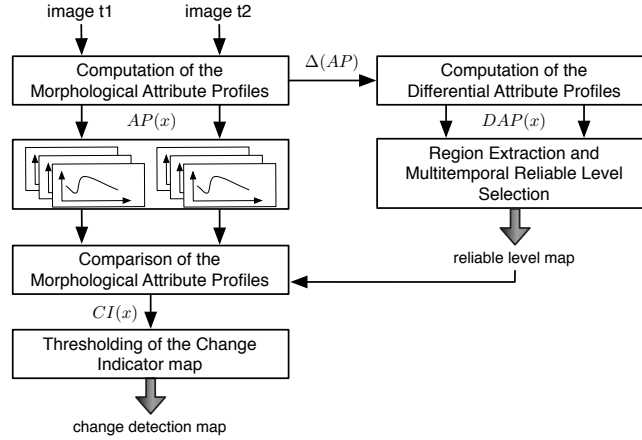 image t1
image t2
Computation of the
Morphological Attribute Profiles
Δ(AP)
Computation of the
Differential Attribute Profiles
AP(x)
DAP(x)
Region Extraction and
Multitemporal Reliable Level
Selection
Comparison of the
Morphological Attribute Profiles
reliable level map
CI(x)
Thresholding of the Change
Indicator map
change detection map